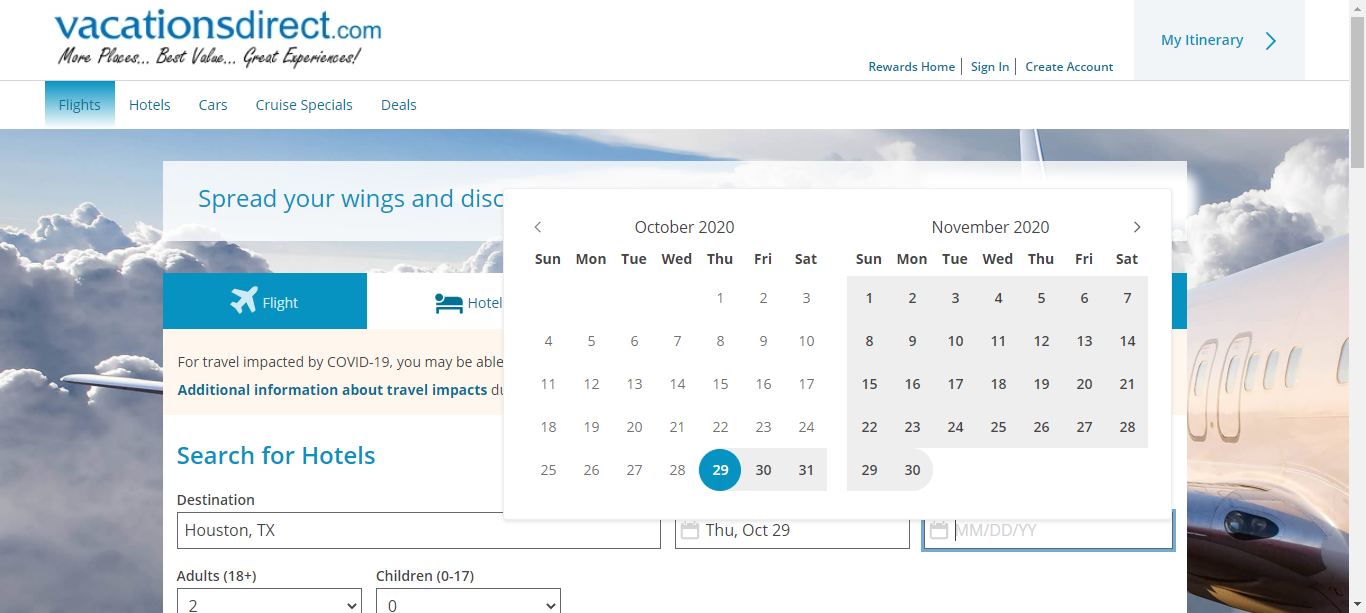 vacationsdirect.com
More Places... Best Value... Great Experiences!
My Itinerary
Rewards Home Sign In Create Account
Flights Hotels Cars Cruise Specials Deals
Spread your wings and disc
October 2020 November 2020
Sun Mon Tue Wed Thu Fri Sat Sun Mon Tue Wed Thu Fri Sat
1 2 3 1 2 3 4 5 6 7
4 5 6 7 8 9 10 8 9 10 11 12 13 14
11 12 13 14 15 16 17 15 16 17 18 19 20 21
18 19 20 21 22 23 24 22 23 24 25 26 27 28
25 26 27 28 29 30 31 29 30
Flight Hotel
For travel impacted by COVID-19, you may be able
Additional information about travel impacts du
Search for Hotels
Destination
Houston, TX Thu, Oct 29 MM/DD/YY
Adults (18+) Children (0-17)
2 0